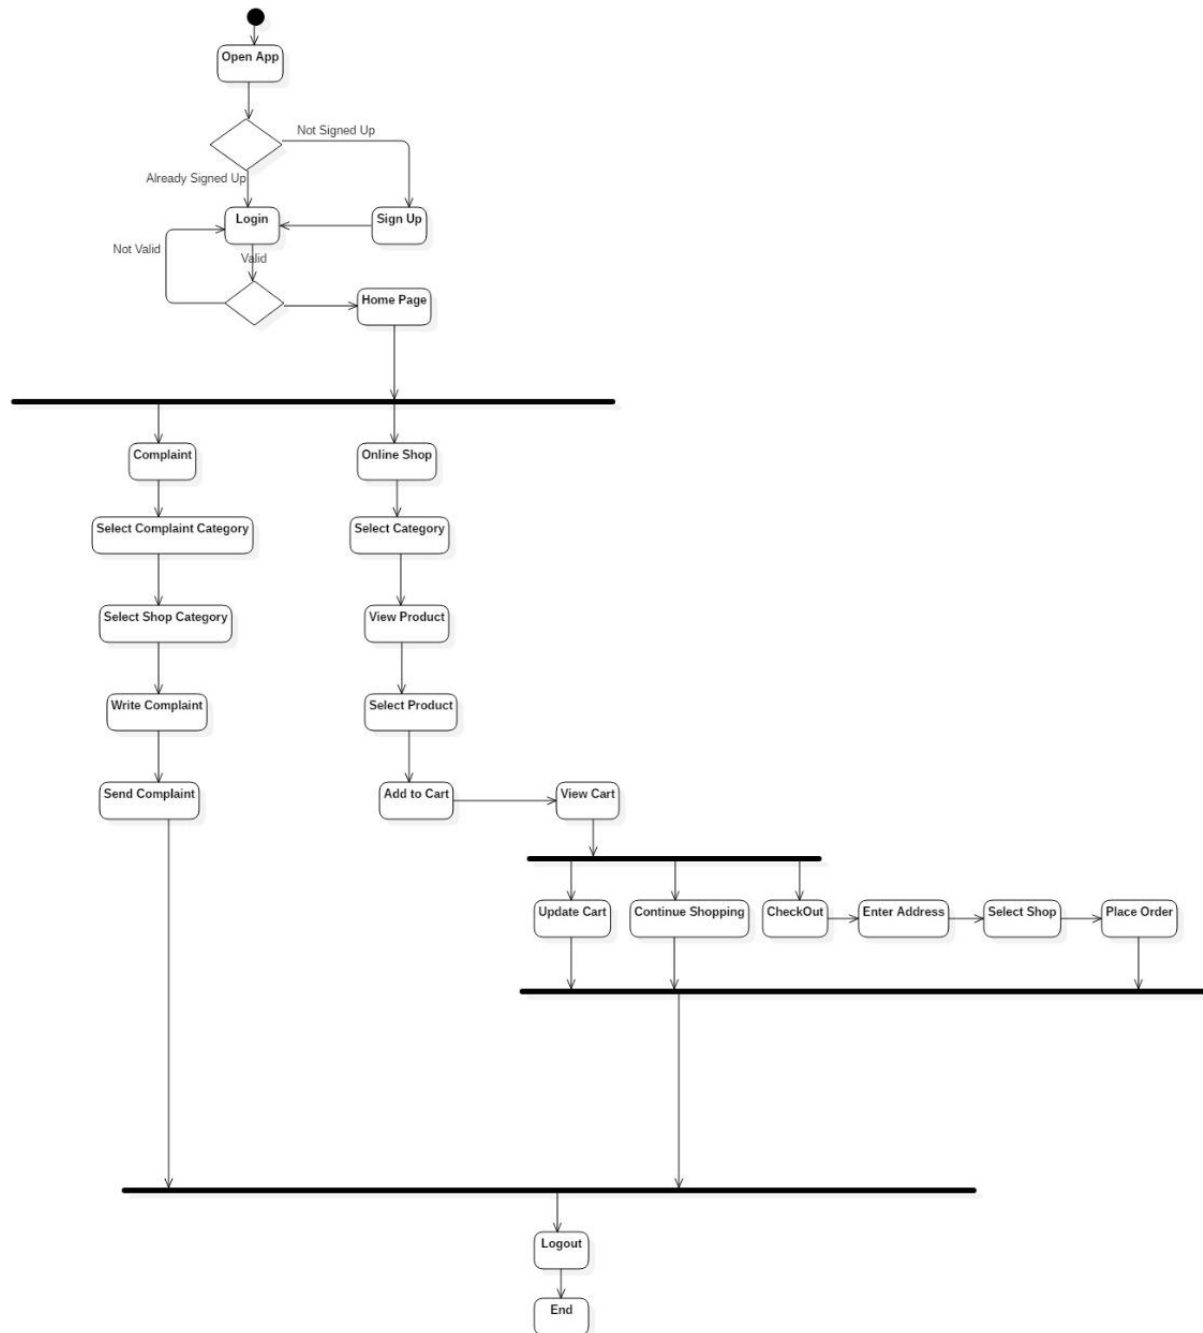 Open App
Not Signed Up
Already Signed Up
Login
Sign Up
Not Valid
Valid
Home Page
Complaint
Online Shop
Select Complaint Category
Select Category
Select Shop Category
View Product
Write Complaint
Select Product
Send Complaint
Add to Cart
View Cart
Update Cart
Continue Shopping
CheckOut
Enter Address
Select Shop
Place Order
Logout
End